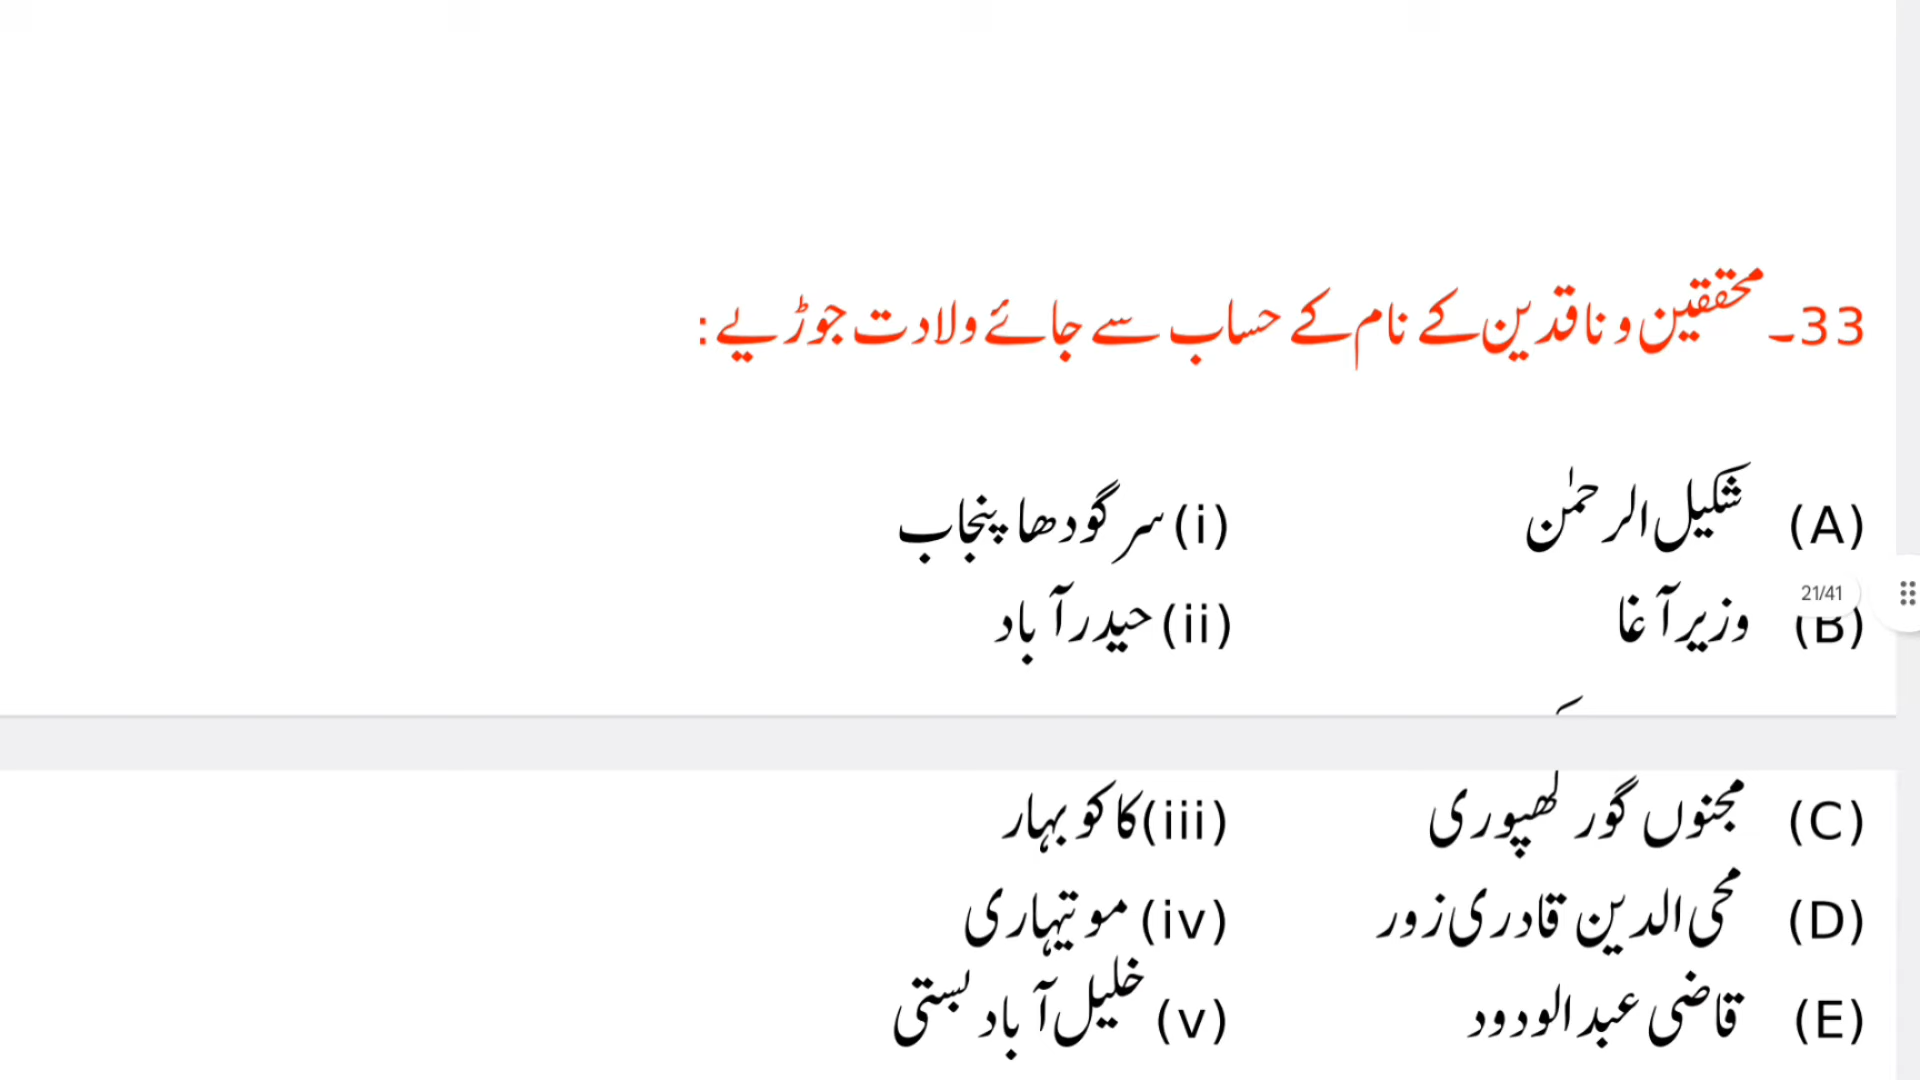 33۔ محققین و ناقدین کے نام کے حساب سے جائے ولادت جوڑیے:
(A) شکیل الرحمٰن (i) سرگودھا پنجاب
21/41
(B) وزیر آغا (ii) حیدرآباد
(C) مجنوں گورکھپوری (iii) کاکو بہار
(D) محی الدین قادری زور (iv) موتیہاری
(E) قاضی عبدالودود (v) خلیل آباد بستی